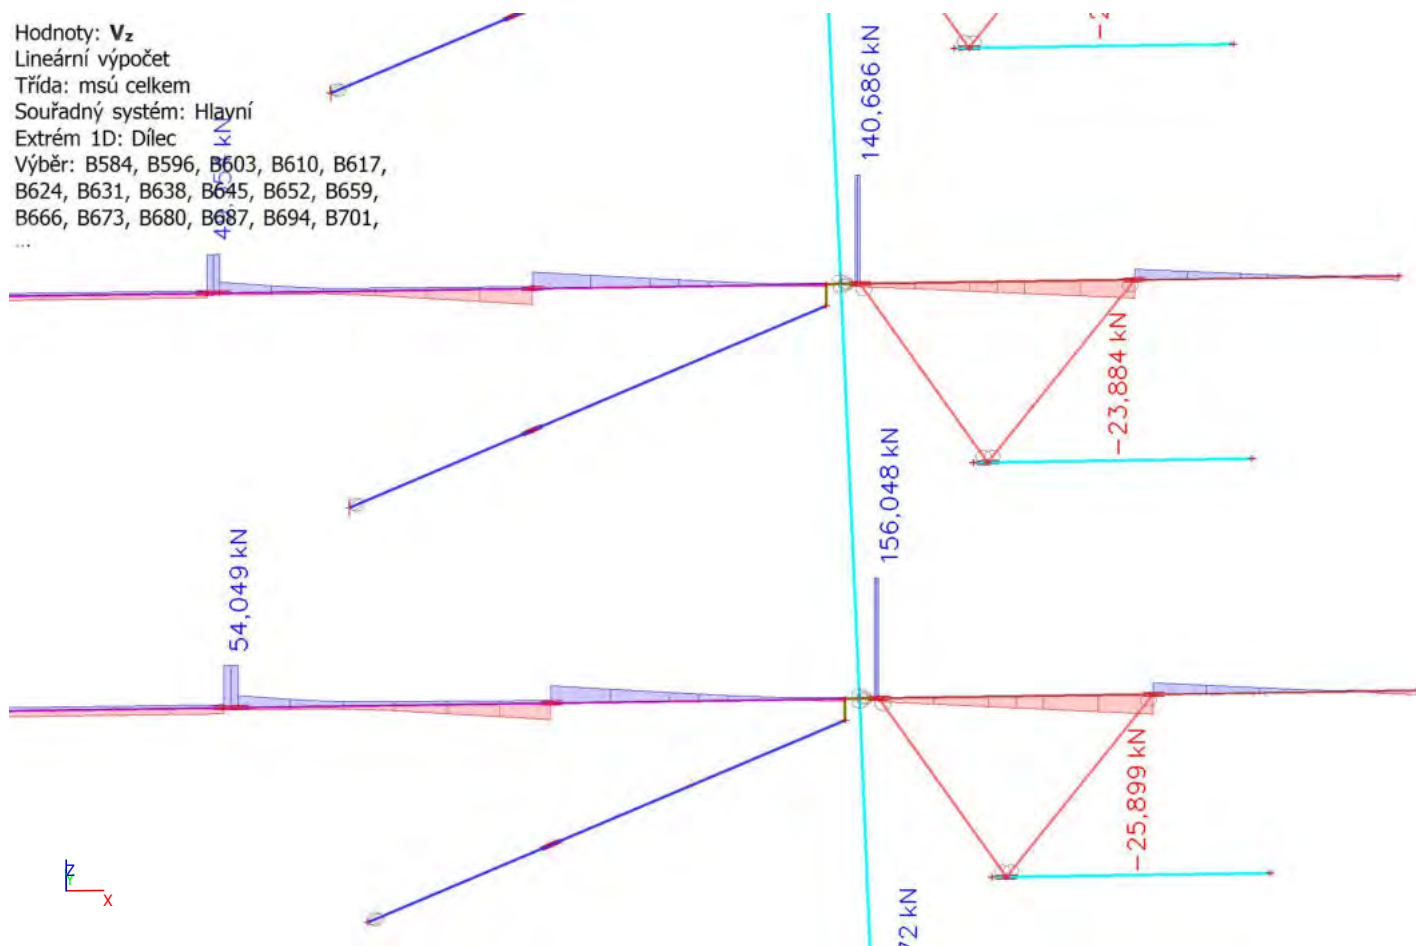 Hodnoty: Vz
Lineární výpočet
Třída: msú celkem
Souřadný systém: Hlavní
Extrém 1D: Dílec
Výběr: B584, B596, B603, B610, B617,
B624, B631, B638, B645, B652, B659,
B666, B673, B680, B687, B694, B701,
...
140,686 kN
-23,884 kN
156,048 kN
54,049 kN
-25,899 kN
72 kN
Z
Y
X